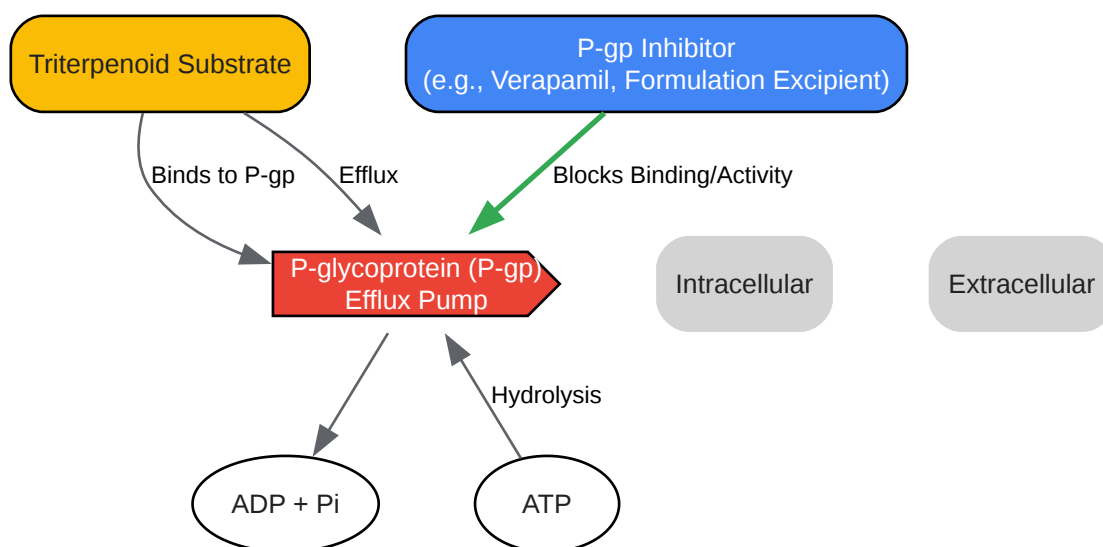 Triterpenoid Substrate
P-gp Inhibitor
(e.g., Verapamil, Formulation Excipient)
Binds to P-gp
Efflux
Blocks Binding/Activity
P-glycoprotein (P-gp)
Efflux Pump
Intracellular
Extracellular
Hydrolysis
ADP + Pi
ATP